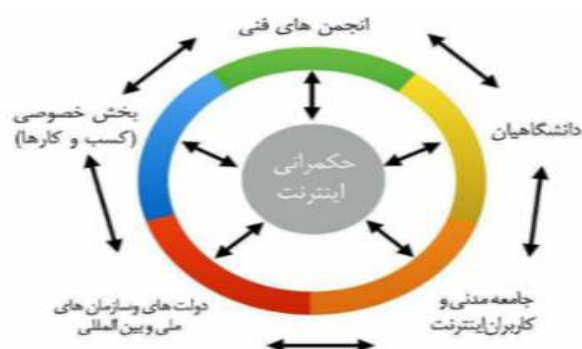 انجمن های فنی
بخش خصوصی
(کسب و کارها)
دانشگاهیان
حکمرانی
اینترنت
دولت های وسازمان های
ملی و بین المللی
جامعه مدنی و
کاربران اینترنت